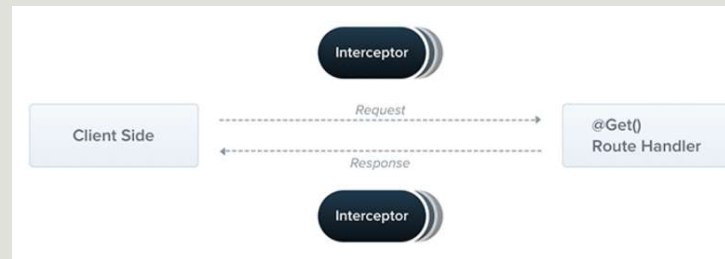 Interceptor
Request
Client Side
@Get()
Route Handler
Response
Interceptor